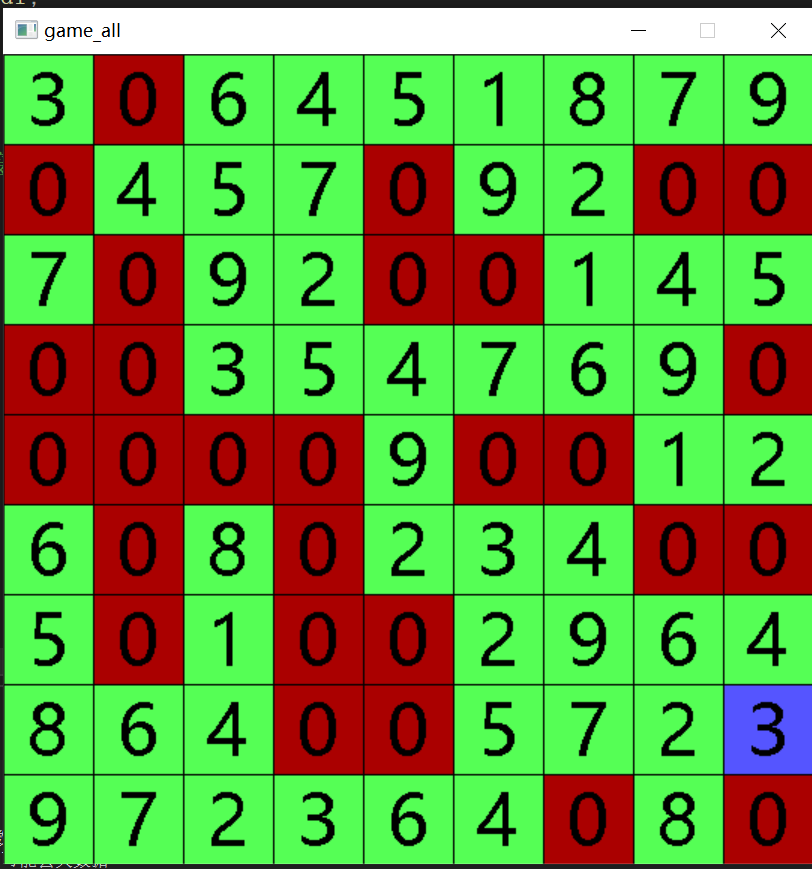 game_all
3 0 6 4 5 1 8 7 9
0 4 5 7 0 9 2 0 0
7 0 9 2 0 0 1 4 5
0 0 3 5 4 7 6 9 0
0 0 0 0 9 0 0 1 2
6 0 8 0 2 3 4 0 0
5 0 1 0 0 2 9 6 4
8 6 4 0 0 5 7 2 3
9 7 2 3 6 4 0 8 0